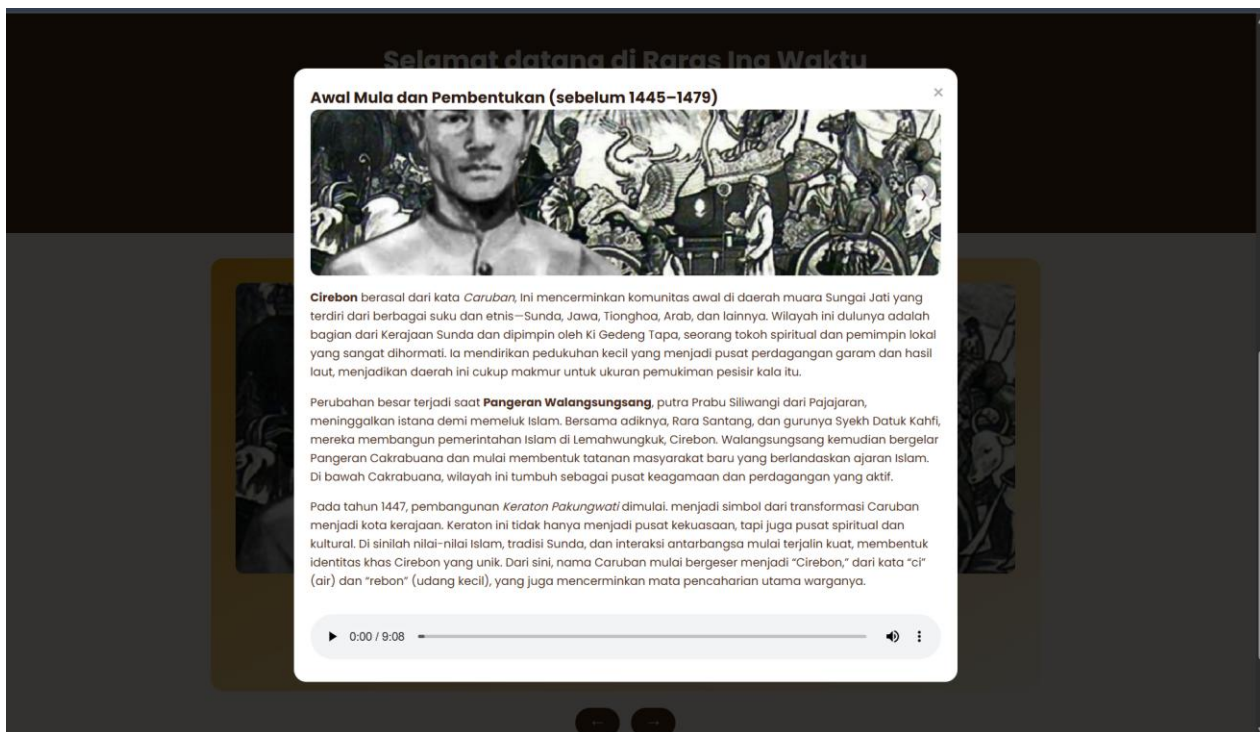 Selamat datang di Raras Ing Waktu
Awal Mula dan Pembentukan (sebelum 1445–1479)
×
Cirebon berasal dari kata Caruban, Ini mencerminkan komunitas awal di daerah muara Sungai Jati yang
terdiri dari berbagai suku dan etnis—Sunda, Jawa, Tionghoa, Arab, dan lainnya. Wilayah ini dulunya adalah
bagian dari Kerajaan Sunda dan dipimpin oleh Ki Gedeng Tapa, seorang tokoh spiritual dan pemimpin lokal
yang sangat dihormati. Ia mendirikan pedukuhan kecil yang menjadi pusat perdagangan garam dan hasil
laut, menjadikan daerah ini cukup makmur untuk ukuran pemukiman pesisir kala itu.
Perubahan besar terjadi saat Pangeran Walangsungsang, putra Prabu Siliwangi dari Pajajaran,
meninggalkan istana demi memeluk Islam. Bersama adiknya, Rara Santang, dan gurunya Syekh Datuk Kahfi,
mereka membangun pemerintahan Islam di Lemahwungkuk, Cirebon. Walangsungsang kemudian bergelar
Pangeran Cakrabuana dan mulai membentuk tatanan masyarakat baru yang berlandaskan ajaran Islam.
Di bawah Cakrabuana, wilayah ini tumbuh sebagai pusat keagamaan dan perdagangan yang aktif.
Pada tahun 1447, pembangunan Keraton Pakungwati dimulai. menjadi simbol dari transformasi Caruban
menjadi kota kerajaan. Keraton ini tidak hanya menjadi pusat kekuasaan, tapi juga pusat spiritual dan
kultural. Di sinilah nilai-nilai Islam, tradisi Sunda, dan interaksi antarbangsa mulai terjalin kuat, membentuk
identitas khas Cirebon yang unik. Dari sini, nama Caruban mulai bergeser menjadi “Cirebon,” dari kata “ci”
(air) dan “rebon” (udang kecil), yang juga mencerminkan mata pencaharian utama warganya.
0:00 / 9:08
← →